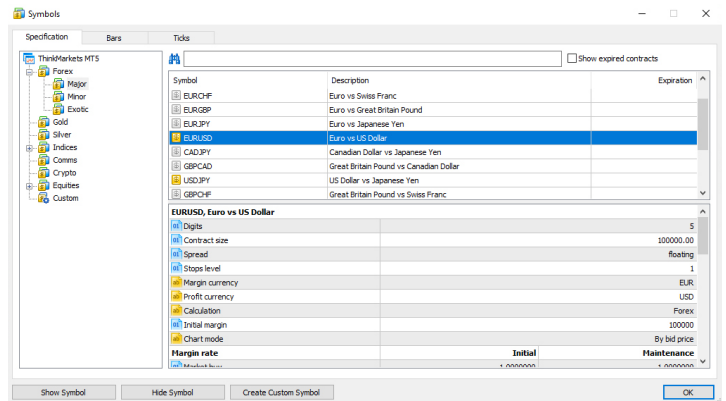 Symbols
Specification Bars Ticks
ThinkMarkets MT5
Forex
Major
Minor
Exotic
Gold
Silver
Indices
Comms
Crypto
Equities
Custom
Show expired contracts
Symbol Description Expiration
EURCHF Euro vs Swiss Franc
EURGBP Euro vs Great Britain Pound
EURJPY Euro vs Japanese Yen
EURUSD Euro vs US Dollar
CADJPY Canadian Dollar vs Japanese Yen
GBPCAD Great Britain Pound vs Canadian Dollar
USDJPY US Dollar vs Japanese Yen
GBPCHF Great Britain Pound vs Swiss Franc
EURUSD, Euro vs US Dollar
Digits 5
Contract size 100000.00
Spread floating
Stops level 1
Margin currency EUR
Profit currency USD
Calculation Forex
Initial margin 100000
Chart mode By bid price
Margin rate Initial Maintenance
Market buy 1.0000000 1.0000000
Show Symbol Hide Symbol Create Custom Symbol OK